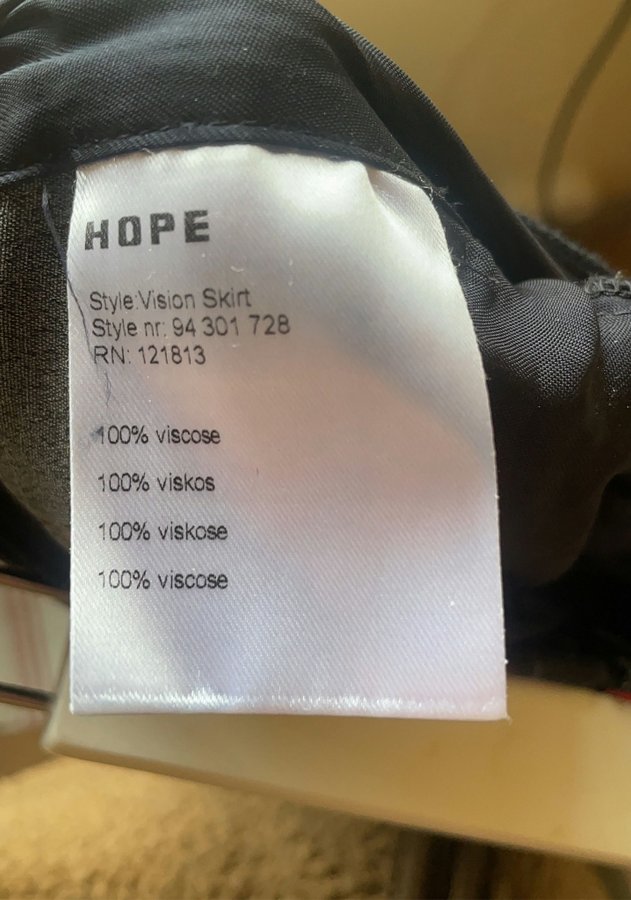 HOPE
Style:Vision Skirt
Style nr: 94 301 728
RN: 121813
100% viscose
100% viskos
100% viskose
100% viscose